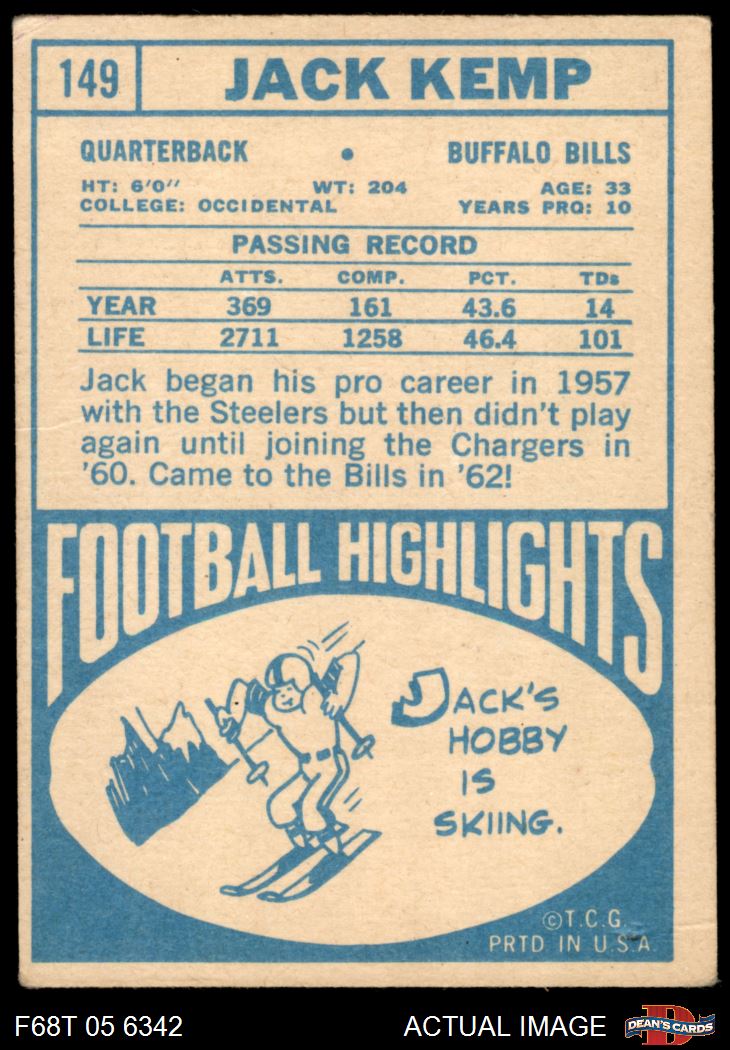 149 JACK KEMP
QUARTERBACK • BUFFALO BILLS
HT: 6'0" WT: 204 AGE: 33
COLLEGE: OCCIDENTAL YEARS PRO: 10
PASSING RECORD
ATTS. COMP. PCT. TDs
YEAR 369 161 43.6 14
LIFE 2711 1258 46.4 101
Jack began his pro career in 1957
with the Steelers but then didn't play
again until joining the Chargers in
'60. Came to the Bills in '62!
FOOTBALL HIGHLIGHTS
JACK'S
HOBBY
IS
SKIING.
©T.C.G.
PRTD IN U.S.A.
F68T 05 6342 ACTUAL IMAGE DEAN'S CARDS